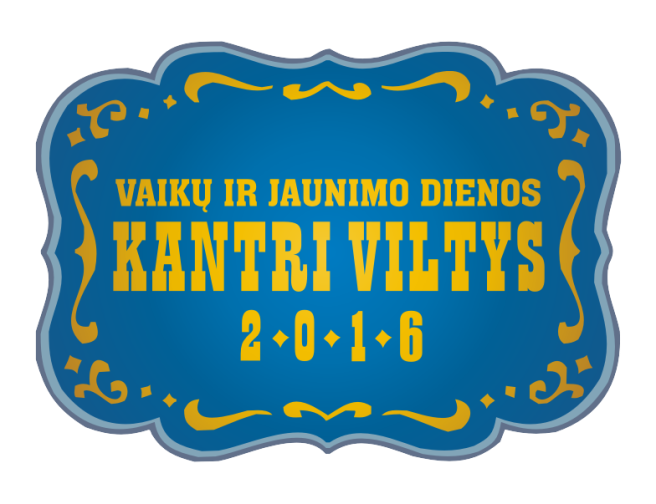 VAIKŲ IR JAUNIMO DIENOS
KANTRI VILTYS
2·0·1·6